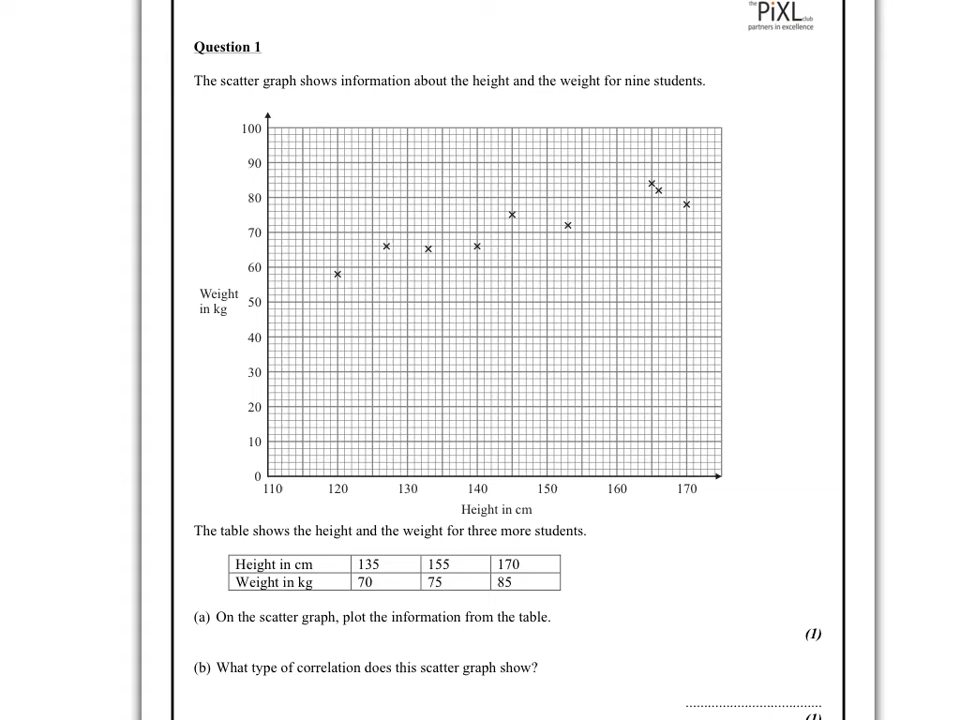 the PiXL club
partners in excellence
Question 1
The scatter graph shows information about the height and the weight for nine students.
100
90
80
70
60
Weight
in kg
50
40
30
20
10
0
110 120 130 140 150 160 170
Height in cm
The table shows the height and the weight for three more students.
Height in cm 135 155 170
Weight in kg 70 75 85
(a) On the scatter graph, plot the information from the table.
(1)
(b) What type of correlation does this scatter graph show?
.......................................
(1)